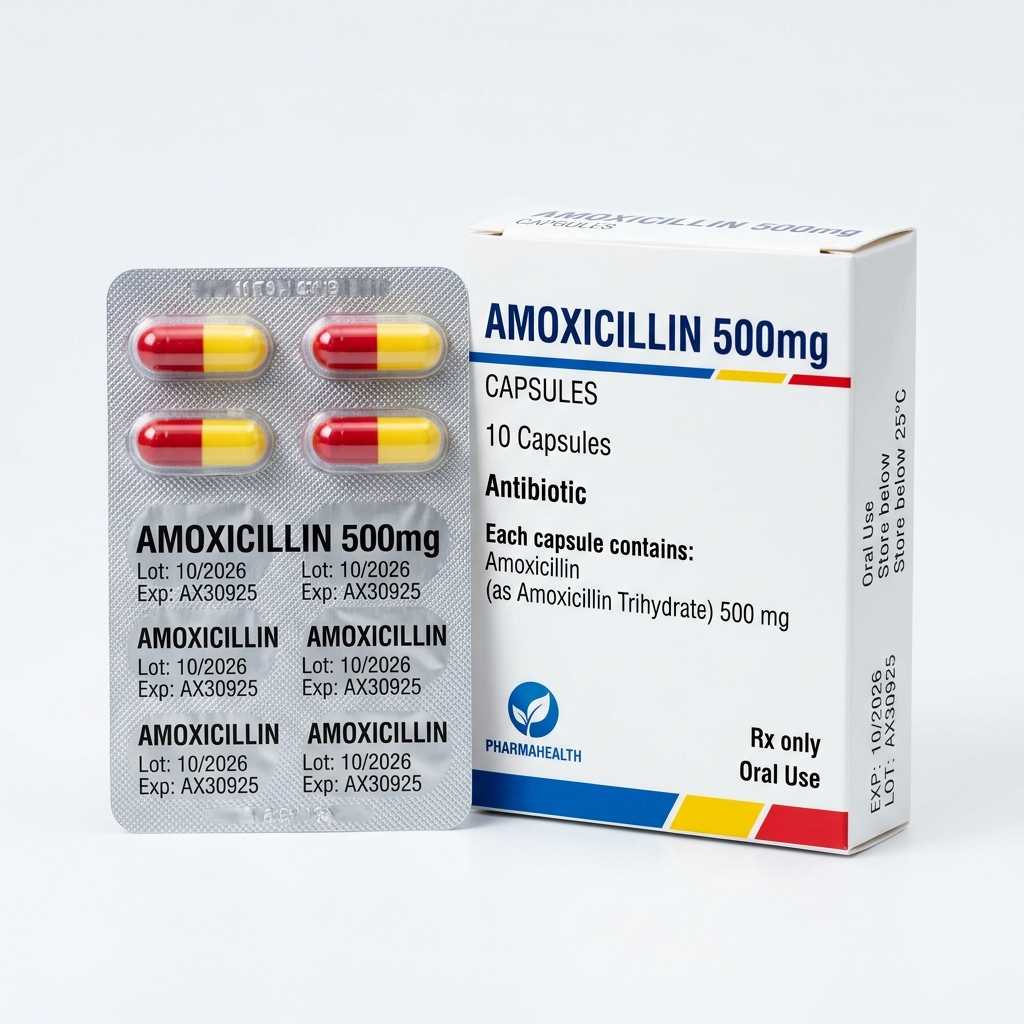 AMOXICILLIN 500mg
Lot: 10/2026
Exp: AX30925
Lot: 10/2026
Exp: AX30925
AMOXICILLIN
Lot: 10/2026
Exp: AX30925
AMOXICILLIN
Lot: 10/2026
Exp: AX30925
AMOXICILLIN
Lot: 10/2026
Exp: AX30925
AMOXICILLIN
Lot: 10/2026
Exp: AX30925
AMOXICILLIN 500mg
CAPSULES
AMOXICILLIN 500mg
CAPSULES
10 Capsules
Antibiotic
Each capsule contains:
Amoxicillin
(as Amoxicillin Trihydrate) 500 mg
PHARMAHEALTH
Rx only
Oral Use
Oral Use
Store below
Store below 25°C
EXP: 10/2026
LOT: AX30925